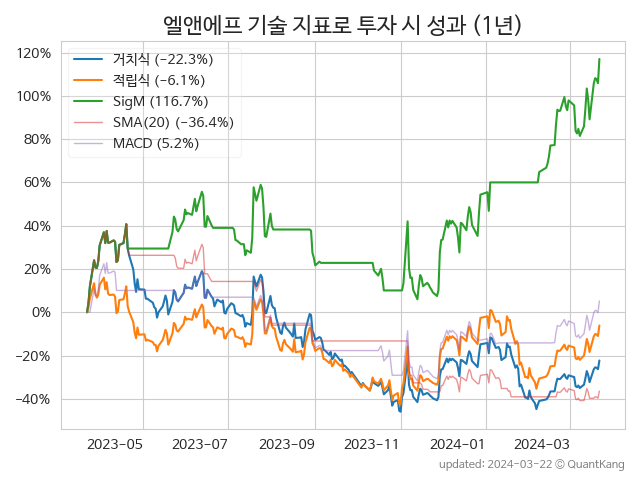 엘앤에프 기술 지표로 투자 시 성과 (1년)
거치식 (−22.3%)
적립식 (−6.1%)
SigM (116.7%)
SMA(20) (−36.4%)
MACD (5.2%)
120%
100%
80%
60%
40%
20%
0%
−20%
−40%
2023-05
2023-07
2023-09
2023-11
2024-01
2024-03
updated: 2024-03-22 © QuantKang